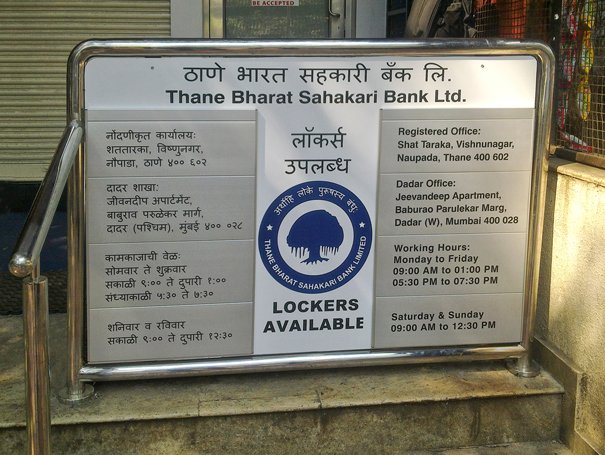 BE ACCEPTED
ठाणे भारत सहकारी बँक लि.
Thane Bharat Sahakari Bank Ltd.
नोंदणीकृत कार्यालयः
शततारका, विष्णुनगर,
नौपाडा, ठाणे ४०० ६०२
दादर शाखा:
जीवनदीप अपार्टमेंट,
बाबुराव परुळेकर मार्ग,
दादर (पश्चिम), मुंबई ४०० ०२८
कामकाजाची वेळः
सोमवार ते शुक्रवार
सकाळी ९:०० ते दुपारी १:००
संध्याकाळी ५:३० ते ७:३०
शनिवार व रविवार
सकाळी ९:०० ते दुपारी १२:३०
लॉकर्स
उपलब्ध
अर्थो हि लोके पुरुषस्य बंधुः
THANE BHARAT SAHAKARI BANK LIMITED
LOCKERS
AVAILABLE
Registered Office:
Shat Taraka, Vishnunagar,
Naupada, Thane 400 602
Dadar Office:
Jeevandeep Apartment,
Baburao Parulekar Marg,
Dadar (W), Mumbai 400 028
Working Hours:
Monday to Friday
09:00 AM to 01:00 PM
05:30 PM to 07:30 PM
Saturday & Sunday
09:00 AM to 12:30 PM